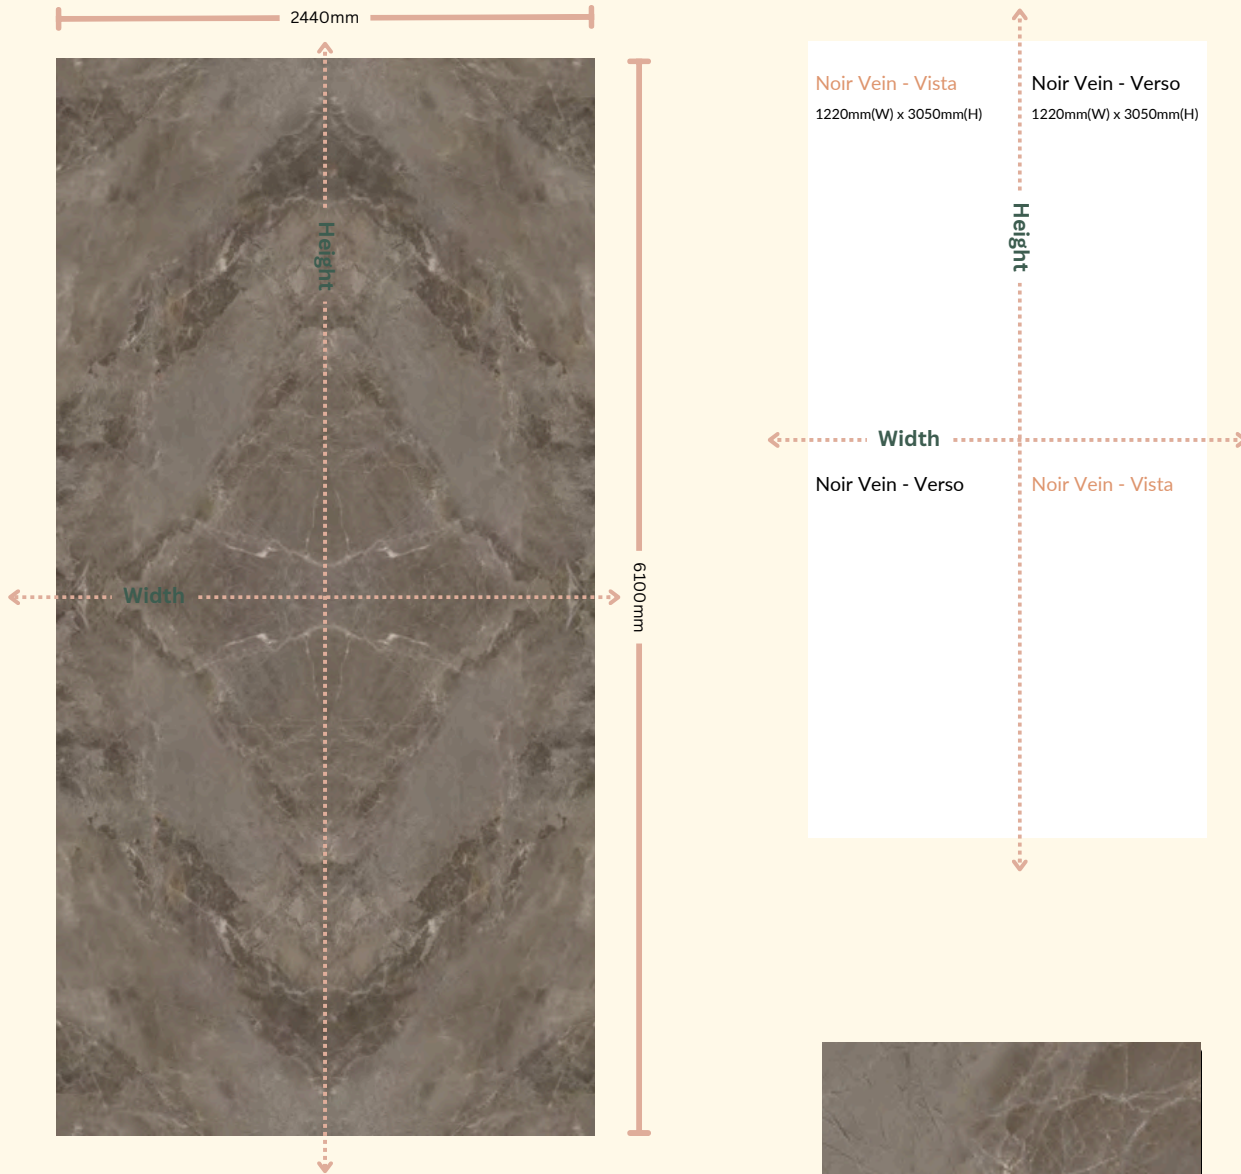 2440mm
Height
Width
6100mm
Noir Vein - Vista
1220mm(W) x 3050mm(H)
Noir Vein - Verso
1220mm(W) x 3050mm(H)
Height
Width
Noir Vein - Verso
Noir Vein - Vista